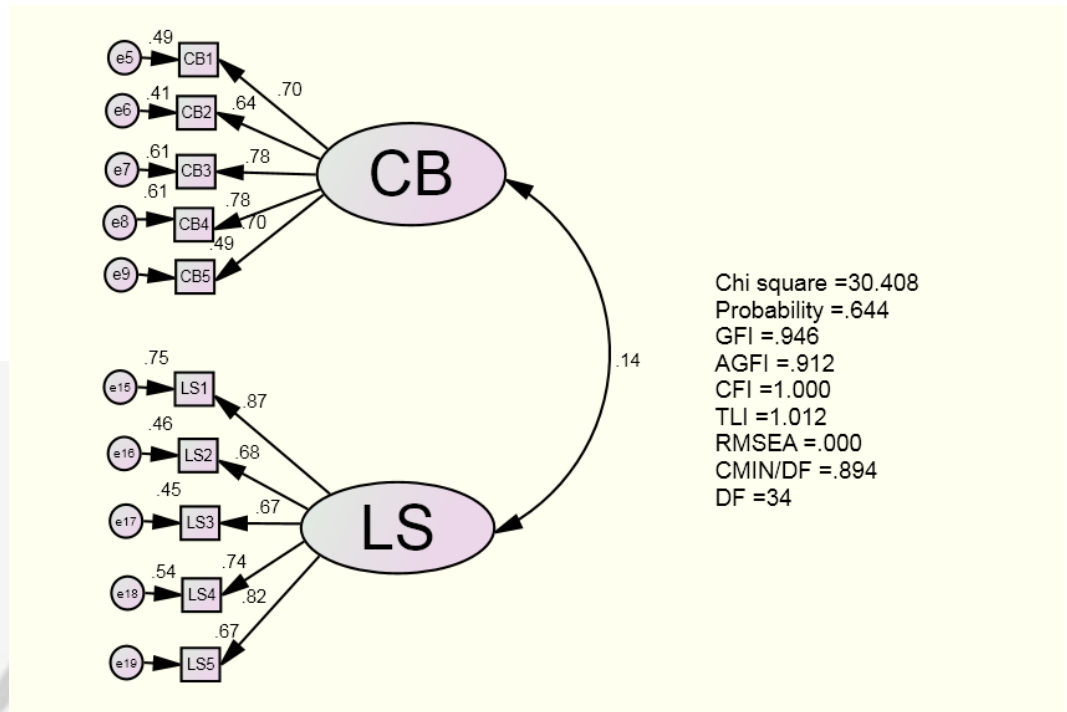 .49
e5
CB1
.70
.41
e6
CB2
.64
.61
e7
CB3
.78
.61
e8
CB4
.78
.70
.49
e9
CB5
CB
.14
.75
e15
LS1
.87
.46
e16
LS2
.68
.45
e17
LS3
.67
.54
e18
LS4
.74
.82
.67
e19
LS5
LS
Chi square =30.408
Probability =.644
GFI =.946
AGFI =.912
CFI =1.000
TLI =1.012
RMSEA =.000
CMIN/DF =.894
DF =34